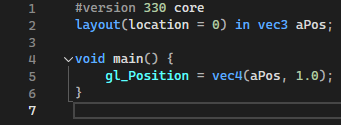 1 #version 330 core
2 layout(location = 0) in vec3 aPos;
3
4 void main() {
5     gl_Position = vec4(aPos, 1.0);
6 }
7